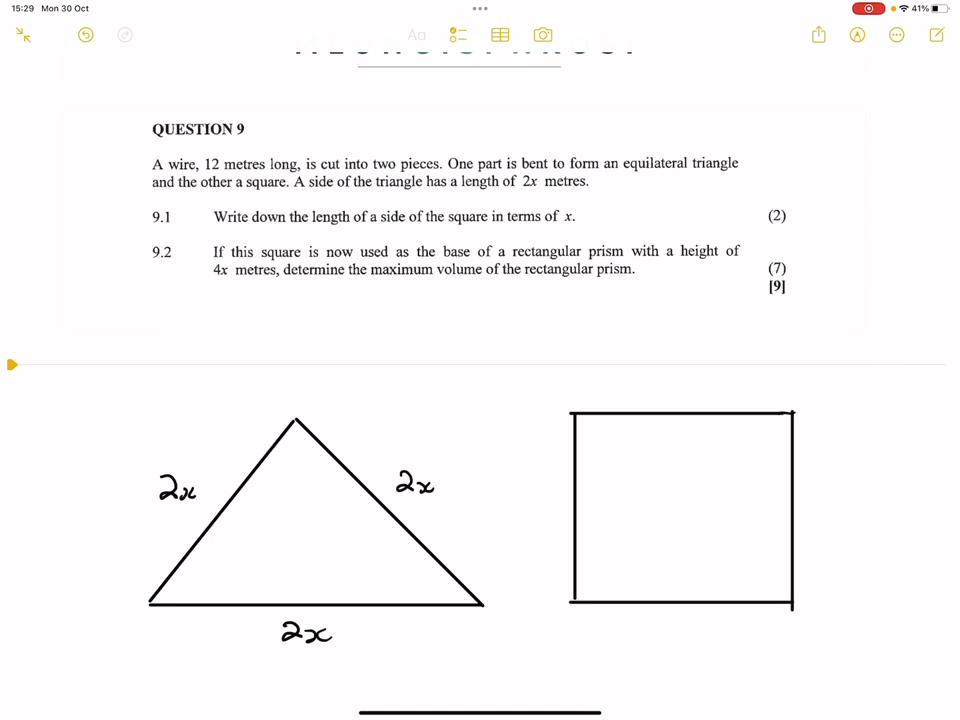 15:29 Mon 30 Oct
41%
Aa
QUESTION 9
A wire, 12 metres long, is cut into two pieces. One part is bent to form an equilateral triangle
and the other a square. A side of the triangle has a length of 2x metres.
9.1 Write down the length of a side of the square in terms of x. (2)
9.2 If this square is now used as the base of a rectangular prism with a height of
4x metres, determine the maximum volume of the rectangular prism. (7)
[9]
2x
2x
2x